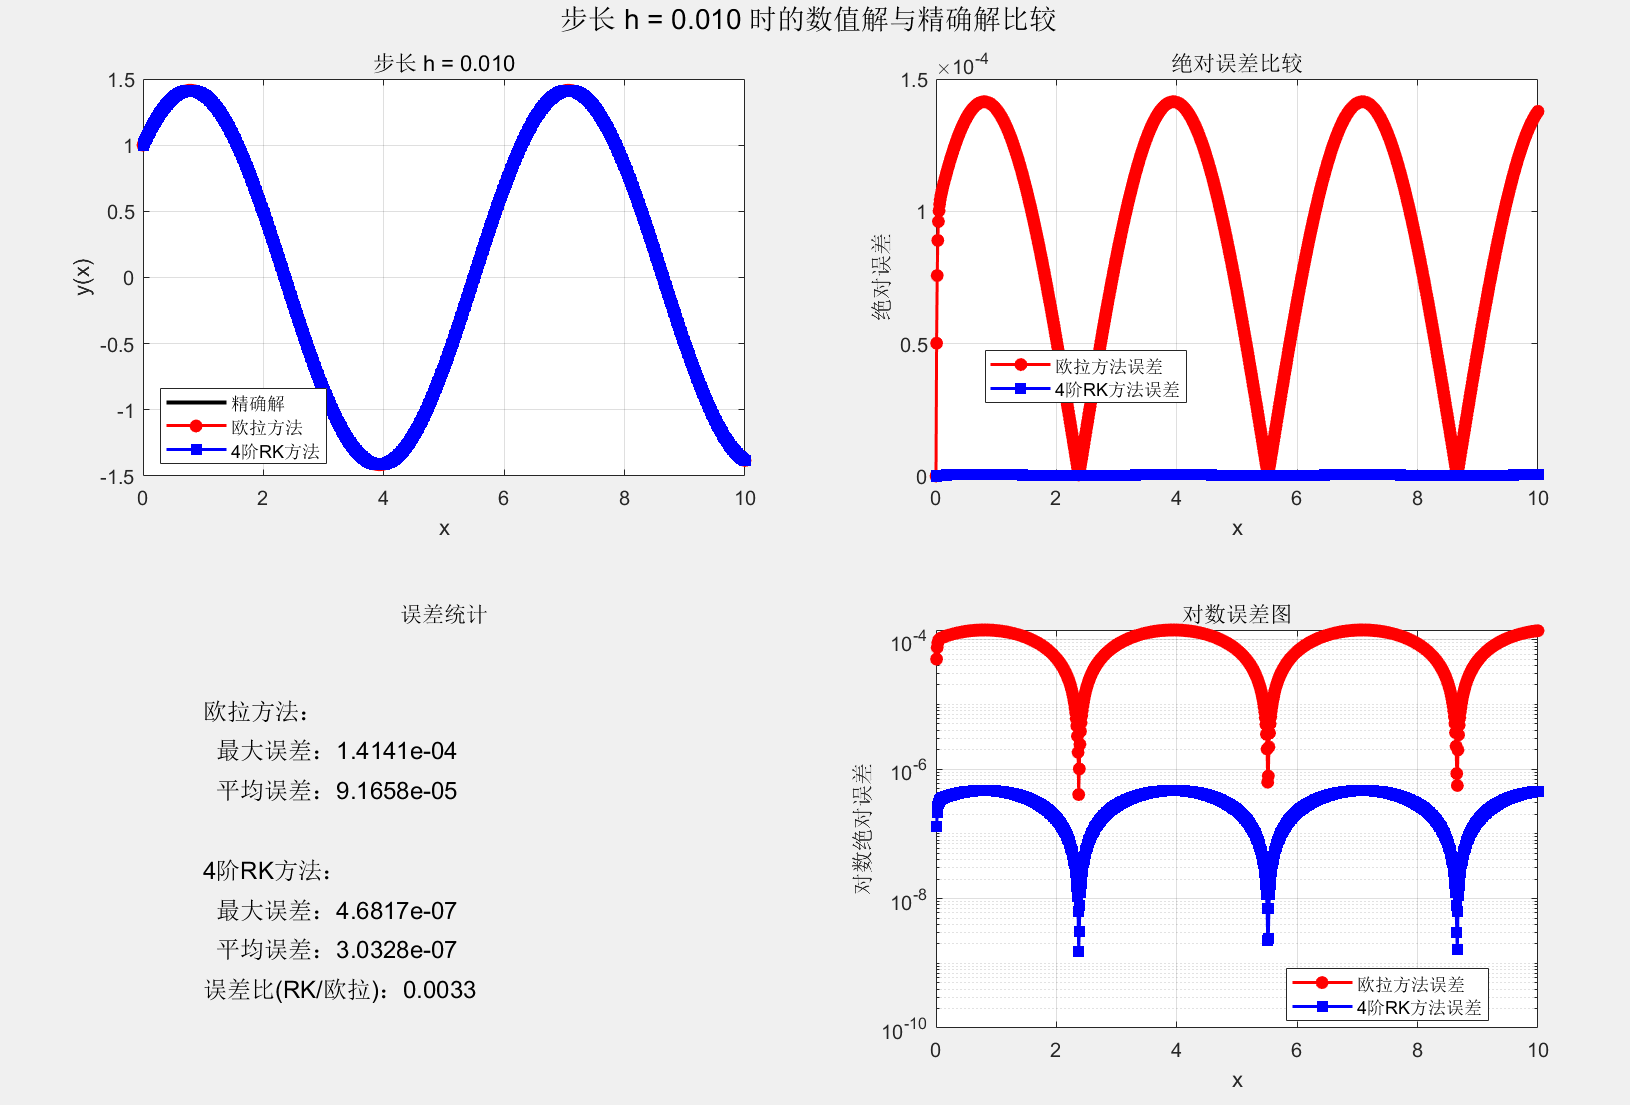 步长 h = 0.010 时的数值解与精确解比较
步长 h = 0.010
1.5
1
0.5
0
-0.5
-1
-1.5
y(x)
精确解
欧拉方法
4阶RK方法
0 2 4 6 8 10
x
绝对误差比较
×10-4
1.5
1
0.5
0
绝对误差
欧拉方法误差
4阶RK方法误差
0 2 4 6 8 10
x
误差统计
欧拉方法：
最大误差：1.4141e-04
平均误差：9.1658e-05
4阶RK方法：
最大误差：4.6817e-07
平均误差：3.0328e-07
误差比(RK/欧拉)：0.0033
对数误差图
10-4
10-6
10-8
10-10
对数绝对误差
欧拉方法误差
4阶RK方法误差
0 2 4 6 8 10
x